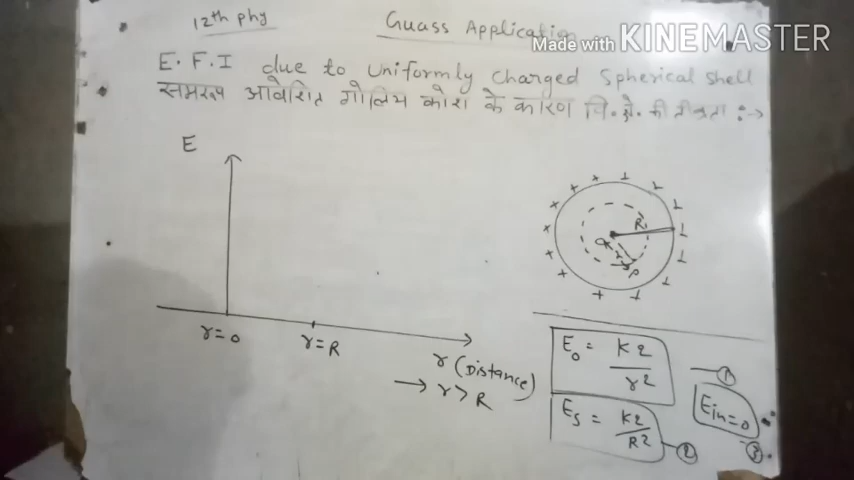 12th phy
Guass Application
Made with KINEMASTER
E.F.I due to Uniformly Charged Spherical shell
समरूप आवेशित गोलिय कोश के कारण वि.क्षे. की तीव्रता :→
E
R
O
r
P
r=0
r=R
r (Distance)
→ r>R
E₀ = Kq/r² —①
Eₛ = Kq/R² —②
Ein=0
③